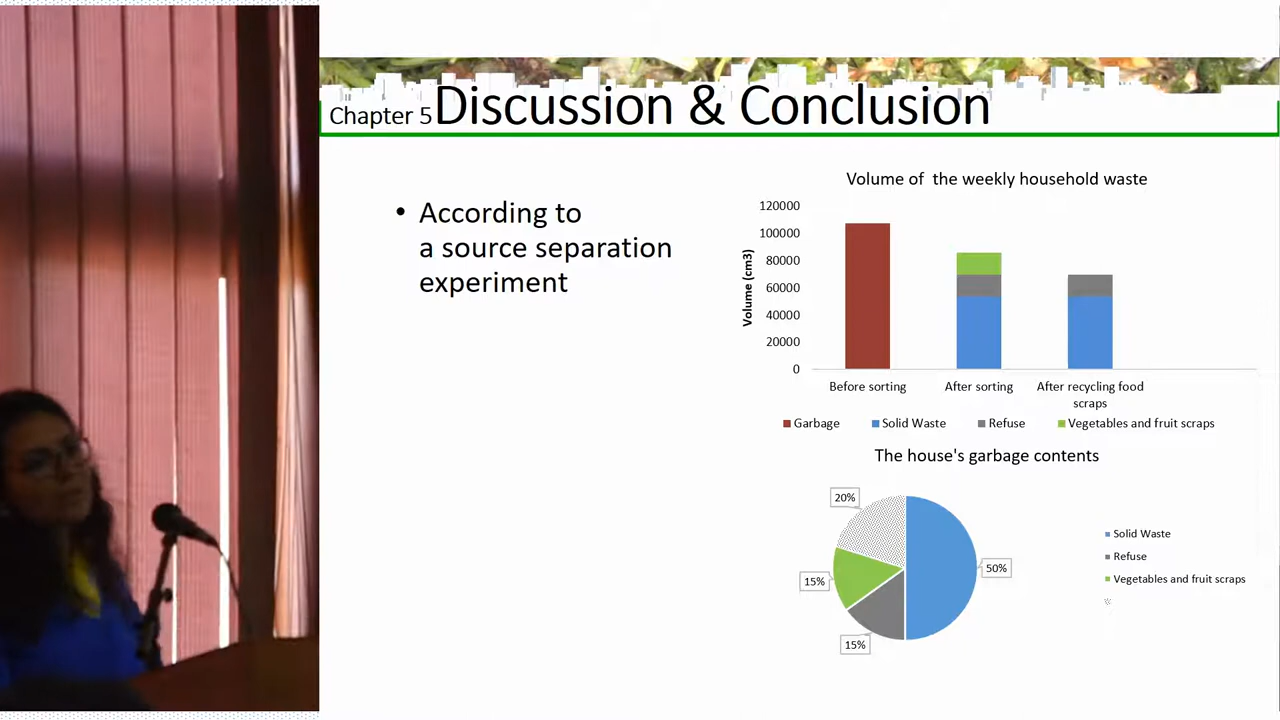 Chapter 5 Discussion & Conclusion
• According to
a source separation
experiment
Volume of the weekly household waste
Volume (cm3)
120000
100000
80000
60000
40000
20000
0
Before sorting
After sorting
After recycling food
scraps
Garbage
Solid Waste
Refuse
Vegetables and fruit scraps
The house's garbage contents
20%
15%
15%
50%
Solid Waste
Refuse
Vegetables and fruit scraps